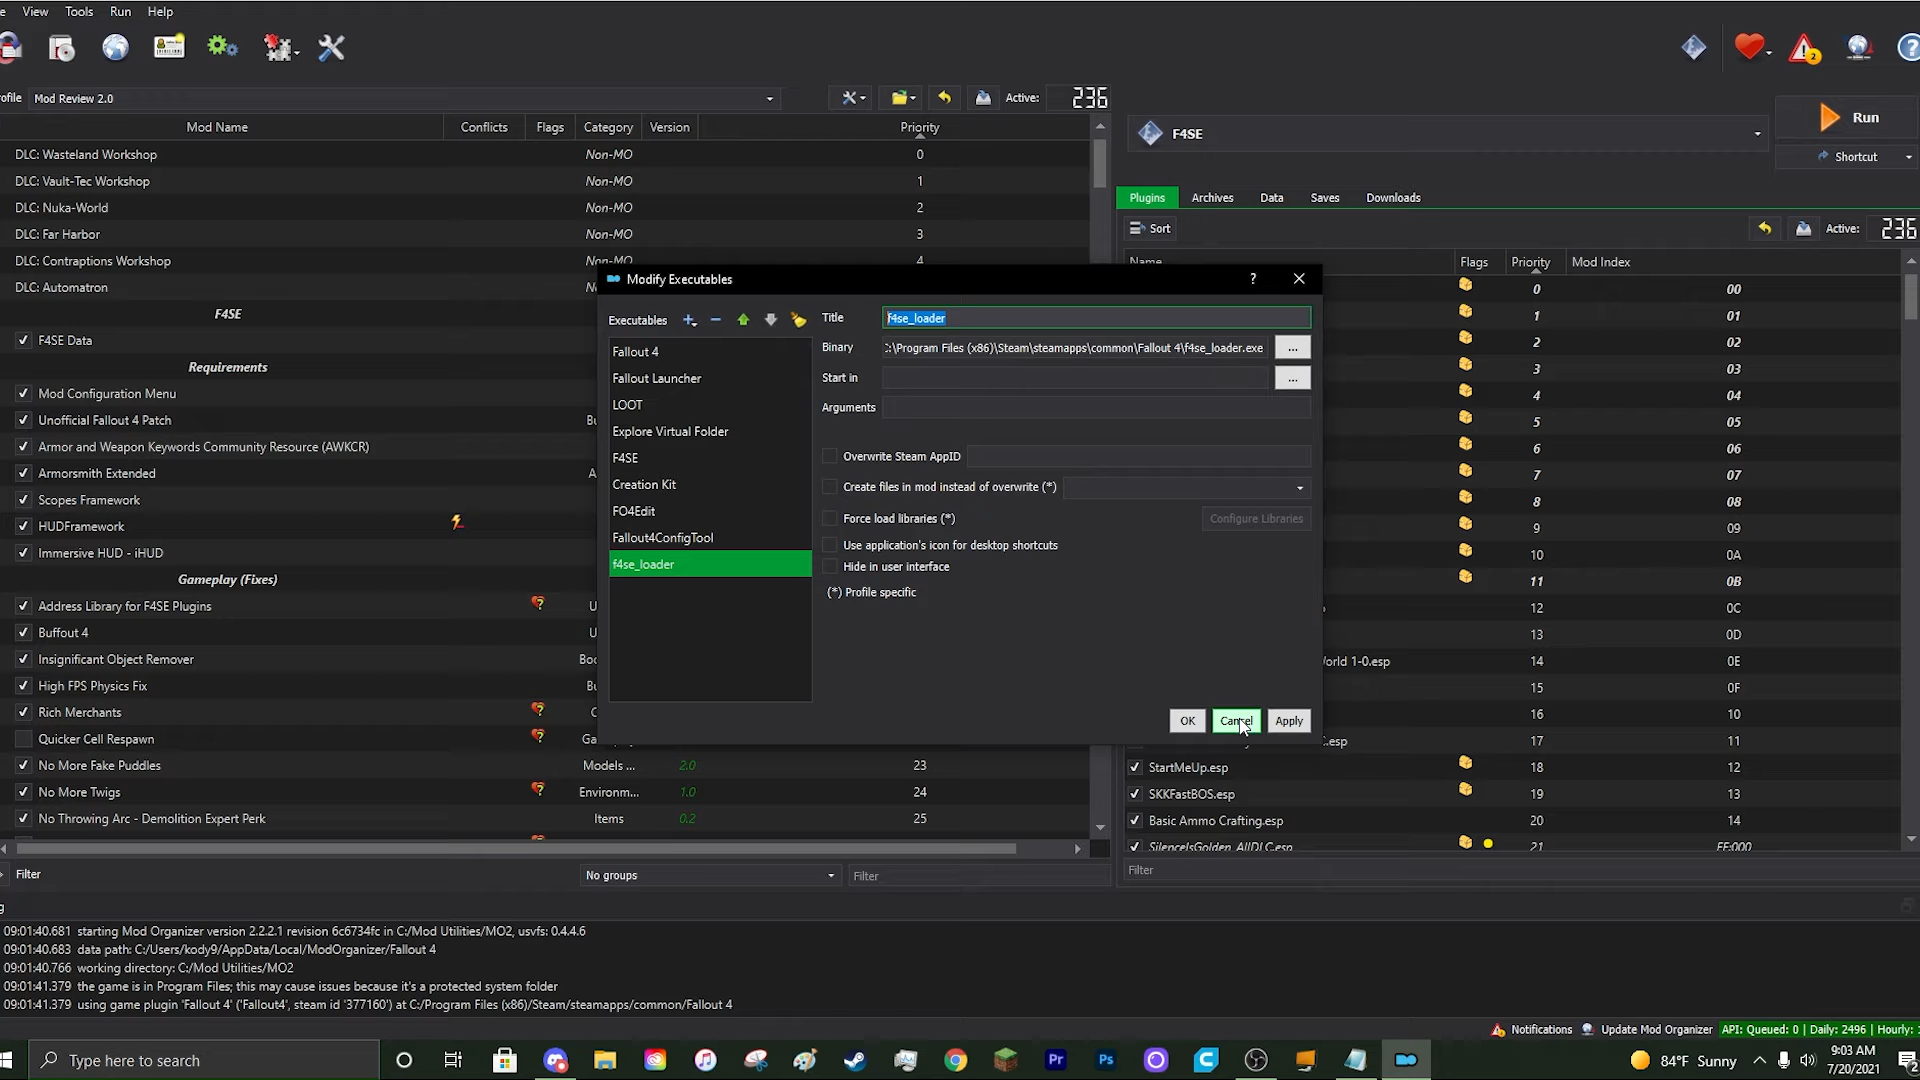 View Tools Run Help
ofile Mod Review 2.0
Active: 236
Mod Name Conflicts Flags Category Version Priority
DLC: Wasteland Workshop Non-MO 0
DLC: Vault-Tec Workshop Non-MO 1
DLC: Nuka-World Non-MO 2
DLC: Far Harbor Non-MO 3
DLC: Contraptions Workshop Non-MO 4
DLC: Automatron
F4SE
F4SE Data
Requirements
Mod Configuration Menu
Unofficial Fallout 4 Patch
Armor and Weapon Keywords Community Resource (AWKCR)
Armorsmith Extended
Scopes Framework
HUDFramework
Immersive HUD - iHUD
Gameplay (Fixes)
Address Library for F4SE Plugins
Buffout 4
Insignificant Object Remover
High FPS Physics Fix
Rich Merchants
Quicker Cell Respawn
No More Fake Puddles Models ... 2.0 23
No More Twigs Environm... 1.0 24
No Throwing Arc - Demolition Expert Perk Items 0.2 25
Filter No groups Filter
Modify Executables ?
Executables
Fallout 4
Fallout Launcher
LOOT
Explore Virtual Folder
F4SE
Creation Kit
FO4Edit
Fallout4ConfigTool
f4se_loader
Title f4se_loader
Binary :\Program Files (x86)\Steam\steamapps\common\Fallout 4\f4se_loader.exe ...
Start in ...
Arguments
Overwrite Steam AppID
Create files in mod instead of overwrite (*)
Force load libraries (*) Configure Libraries
Use application's icon for desktop shortcuts
Hide in user interface
(*) Profile specific
OK Cancel Apply
F4SE
Run
Shortcut
Plugins Archives Data Saves Downloads
Sort Active: 236
Name Flags Priority Mod Index
0 00
1 01
2 02
3 03
4 04
5 05
6 06
7 07
8 08
9 09
10 0A
11 0B
12 0C
13 0D
orld 1-0.esp 14 0E
15 0F
16 10
.esp 17 11
StartMeUp.esp 18 12
SKKFastBOS.esp 19 13
Basic Ammo Crafting.esp 20 14
SilenceIsGolden_AllDLC.esp 21 FE:000
Filter
09:01:40.681 starting Mod Organizer version 2.2.2.1 revision 6c6734fc in C:/Mod Utilities/MO2, usvfs: 0.4.4.6
09:01:40.683 data path: C:/Users/kody9/AppData/Local/ModOrganizer/Fallout 4
09:01:40.766 working directory: C:/Mod Utilities/MO2
09:01:41.379 the game is in Program Files; this may cause issues because it's a protected system folder
09:01:41.379 using game plugin 'Fallout 4' ('Fallout4', steam id '377160') at C:/Program Files (x86)/Steam/steamapps/common/Fallout 4
Notifications Update Mod Organizer API: Queued: 0 | Daily: 2496 | Hourly:
Type here to search
Pr Ps
84°F Sunny
9:03 AM
7/20/2021